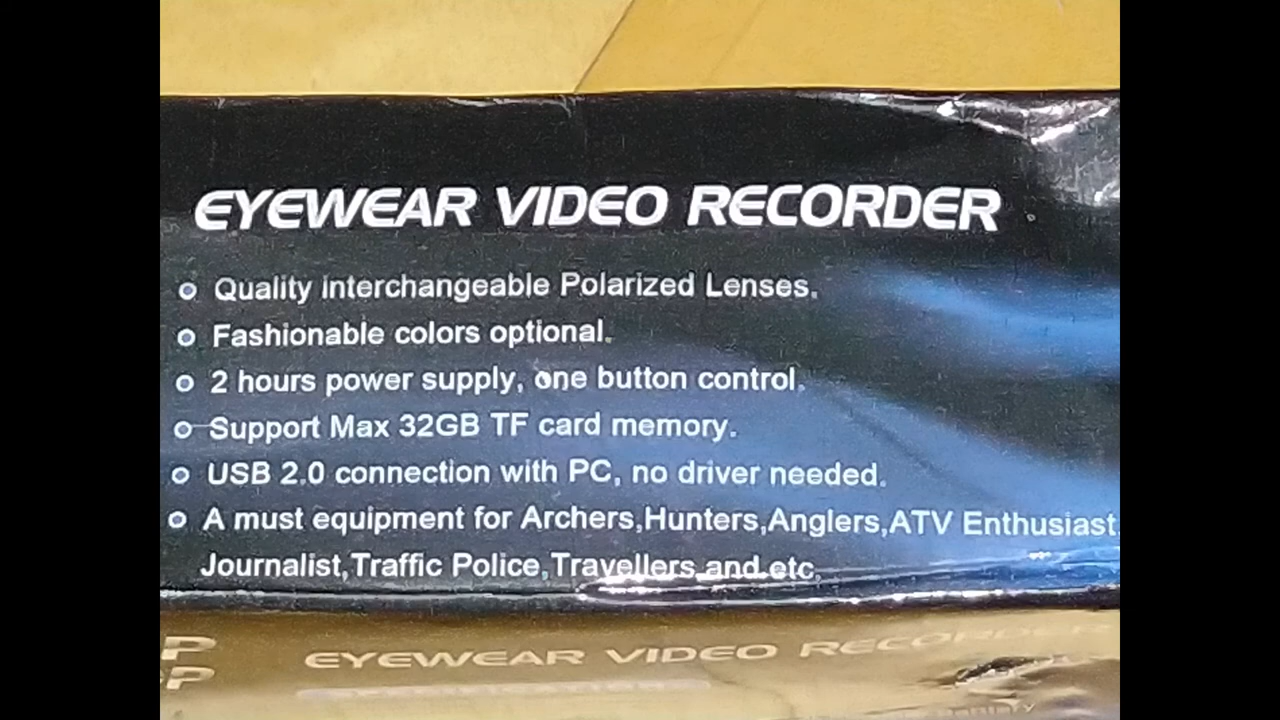 EYEWEAR VIDEO RECORDER
Quality interchangeable Polarized Lenses.
Fashionable colors optional.
2 hours power supply, one button control.
Support Max 32GB TF card memory.
USB 2.0 connection with PC, no driver needed.
A must equipment for Archers,Hunters,Anglers,ATV Enthusiast,
Journalist,Traffic Police,Travellers and etc.
P
P
EYEWEAR VIDEO RECORDER